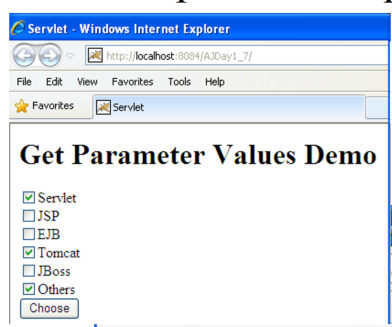 Servlet - Windows Internet Explorer
http://localhost:8084/AJDay1_7/
File Edit View Favorites Tools Help
Favorites Servlet
Get Parameter Values Demo
Servlet
JSP
EJB
Tomcat
JBoss
Others
Choose